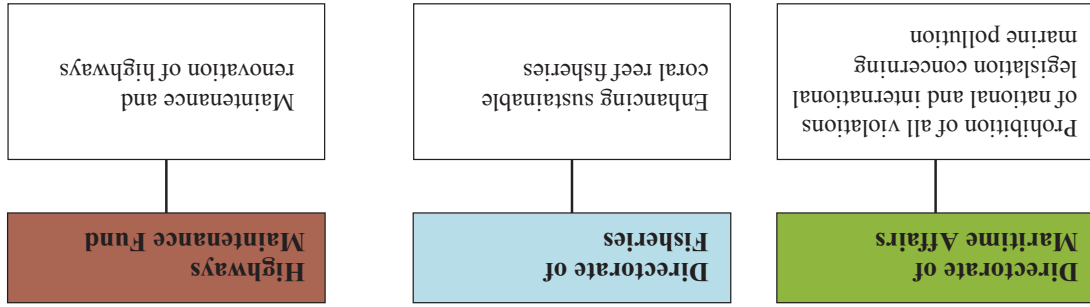 Directorate of
Maritime Affairs
Prohibition of all violations
of national and international
legislation concerning
marine pollution
Directorate of
Fisheries
Enhancing sustainable
coral reef fisheries
Highways
Maintenance Fund
Maintenance and
renovation of highways